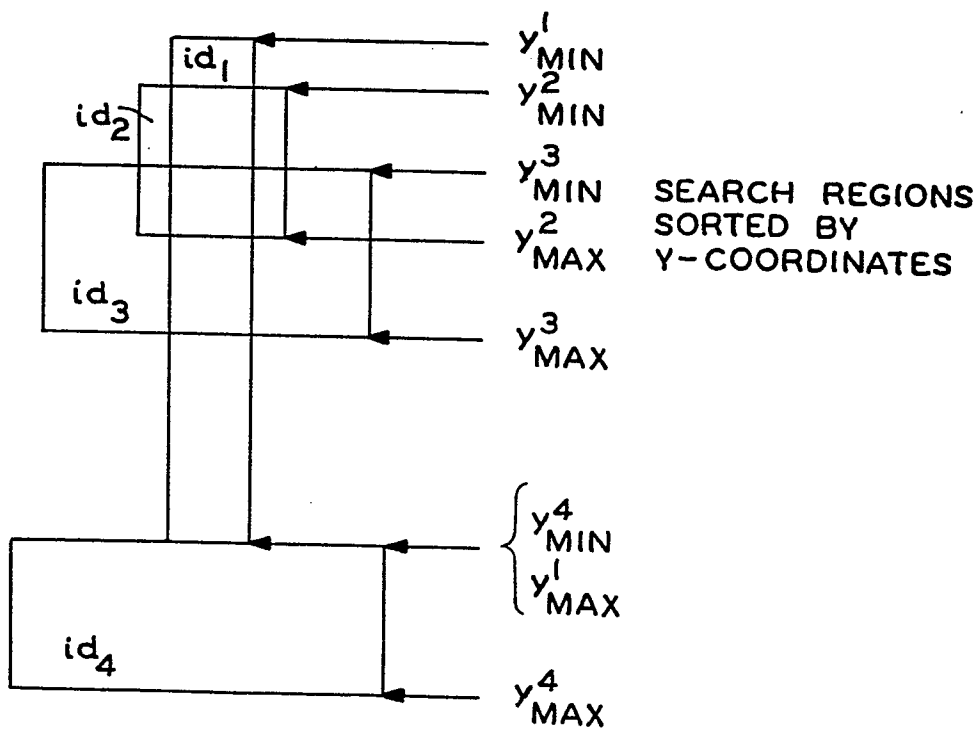 id₁
y¹MIN
id₂
y²MIN
y³MIN
SEARCH REGIONS
SORTED BY
Y-COORDINATES
y²MAX
id₃
y³MAX
y⁴MIN
y¹MAX
id₄
y⁴MAX